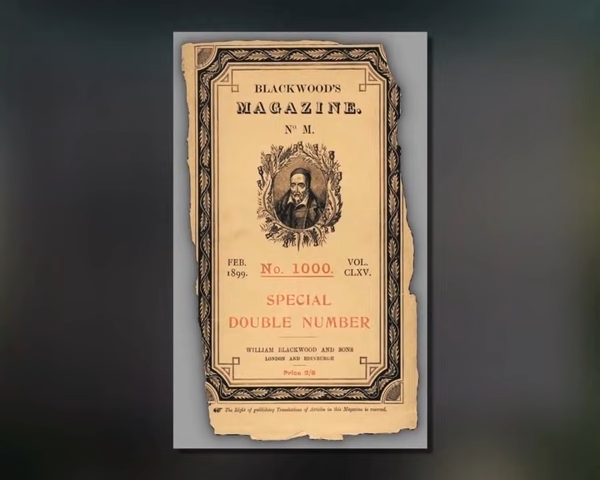 BLACKWOOD'S
MAGAZINE.
No M.
FEB. 1899.
No. 1000.
VOL. CLXV.
SPECIAL
DOUBLE NUMBER
WILLIAM BLACKWOOD AND SONS
LONDON AND EDINBURGH
Price 2/6
The Right of publishing Translations of Articles in this Magazine is reserved.